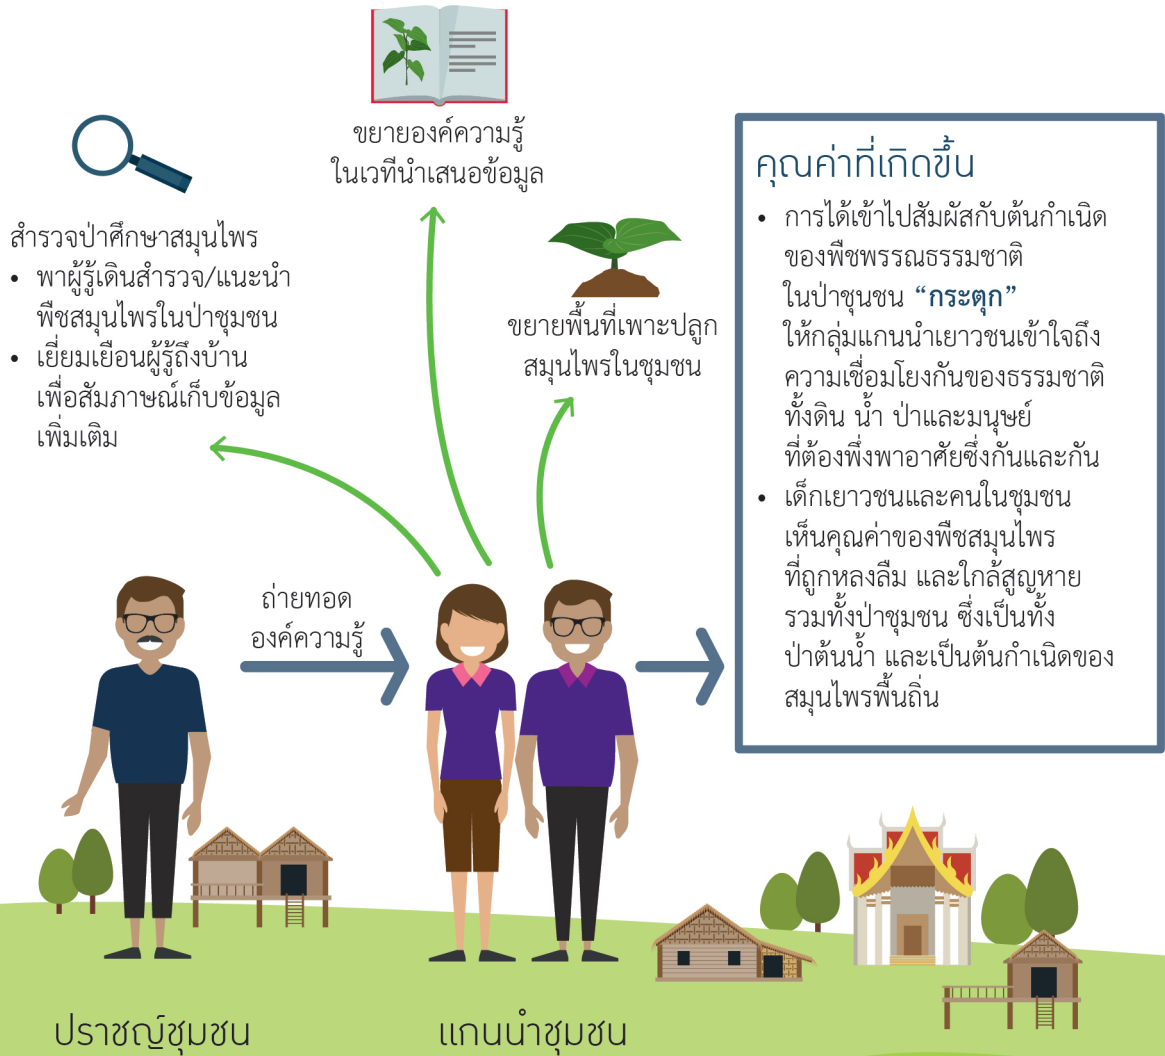 ขยายองค์ความรู้
ในเวทีนำเสนอข้อมูล
สำรวจป่าศึกษาสมุนไพร
• พาผู้รู้เดินสำรวจ/แนะนำ
พืชสมุนไพรในป่าชุมชน
• เยี่ยมเยือนผู้รู้ถึงบ้าน
เพื่อสัมภาษณ์เก็บข้อมูล
เพิ่มเติม
ขยายพื้นที่เพาะปลูก
สมุนไพรในชุมชน
คุณค่าที่เกิดขึ้น
• การได้เข้าไปสัมผัสกับต้นกำเนิด
ของพืชพรรณธรรมชาติ
ในป่าชุนชน “กระตุก”
ให้กลุ่มแกนนำเยาวชนเข้าใจถึง
ความเชื่อมโยงกันของธรรมชาติ
ทั้งดิน น้ำ ป่าและมนุษย์
ที่ต้องพึ่งพาอาศัยซึ่งกันและกัน
• เด็กเยาวชนและคนในชุมชน
เห็นคุณค่าของพืชสมุนไพร
ที่ถูกหลงลืม และใกล้สูญหาย
รวมทั้งป่าชุมชน ซึ่งเป็นทั้ง
ป่าต้นน้ำ และเป็นต้นกำเนิดของ
สมุนไพรพื้นถิ่น
ถ่ายทอด
องค์ความรู้
ปราชญ์ชุมชน
แกนนำชุมชน